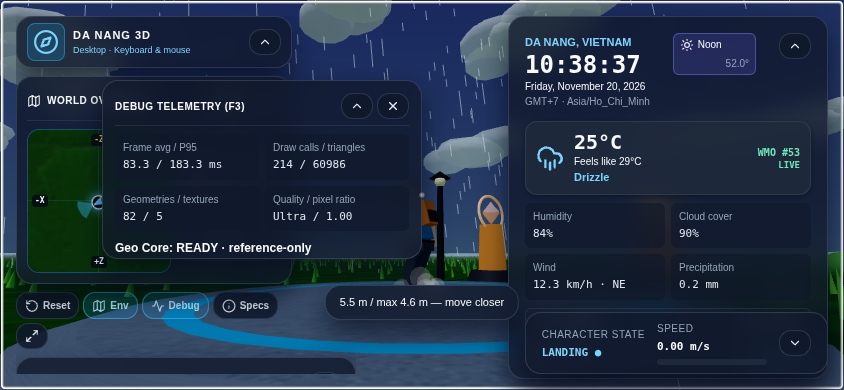 DA NANG 3D
Desktop · Keyboard & mouse
WORLD OV
-Z
-X
+Z
DEBUG TELEMETRY (F3)
Frame avg / P95
83.3 / 183.3 ms
Draw calls / triangles
214 / 60986
Geometries / textures
82 / 5
Quality / pixel ratio
Ultra / 1.00
Geo Core: READY · reference-only
Reset
Env
Debug
Specs
5.5 m / max 4.6 m — move closer
DA NANG, VIETNAM
10:38:37
Friday, November 20, 2026
GMT+7 · Asia/Ho_Chi_Minh
Noon
52.0°
25°C
Feels like 29°C
Drizzle
WMO #53
LIVE
Humidity
84%
Cloud cover
90%
Wind
12.3 km/h · NE
Precipitation
0.2 mm
CHARACTER STATE
LANDING
SPEED
0.00 m/s